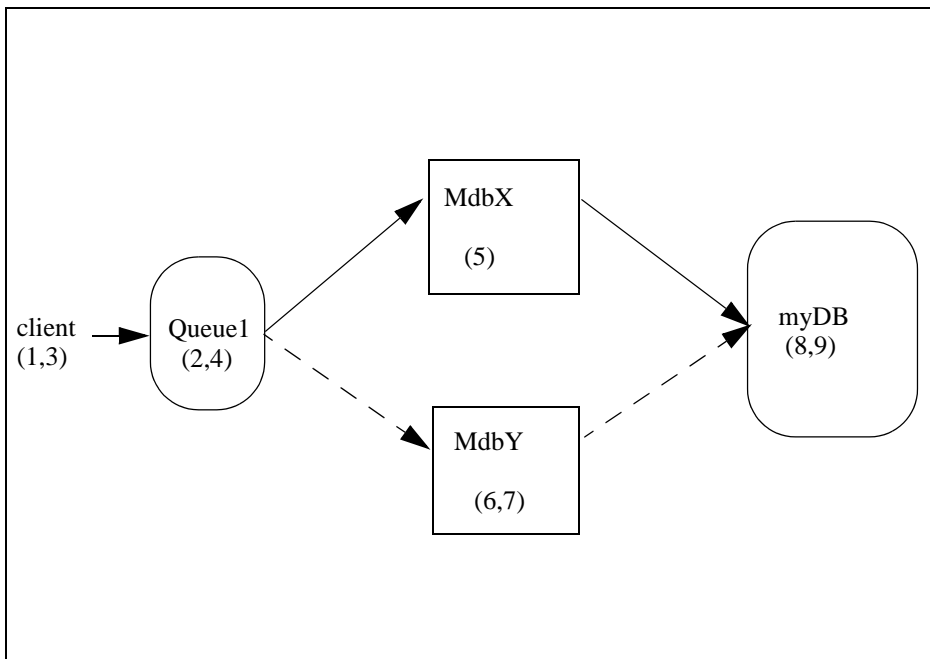 client
(1,3)
Queue1
(2,4)
MdbX
(5)
MdbY
(6,7)
myDB
(8,9)